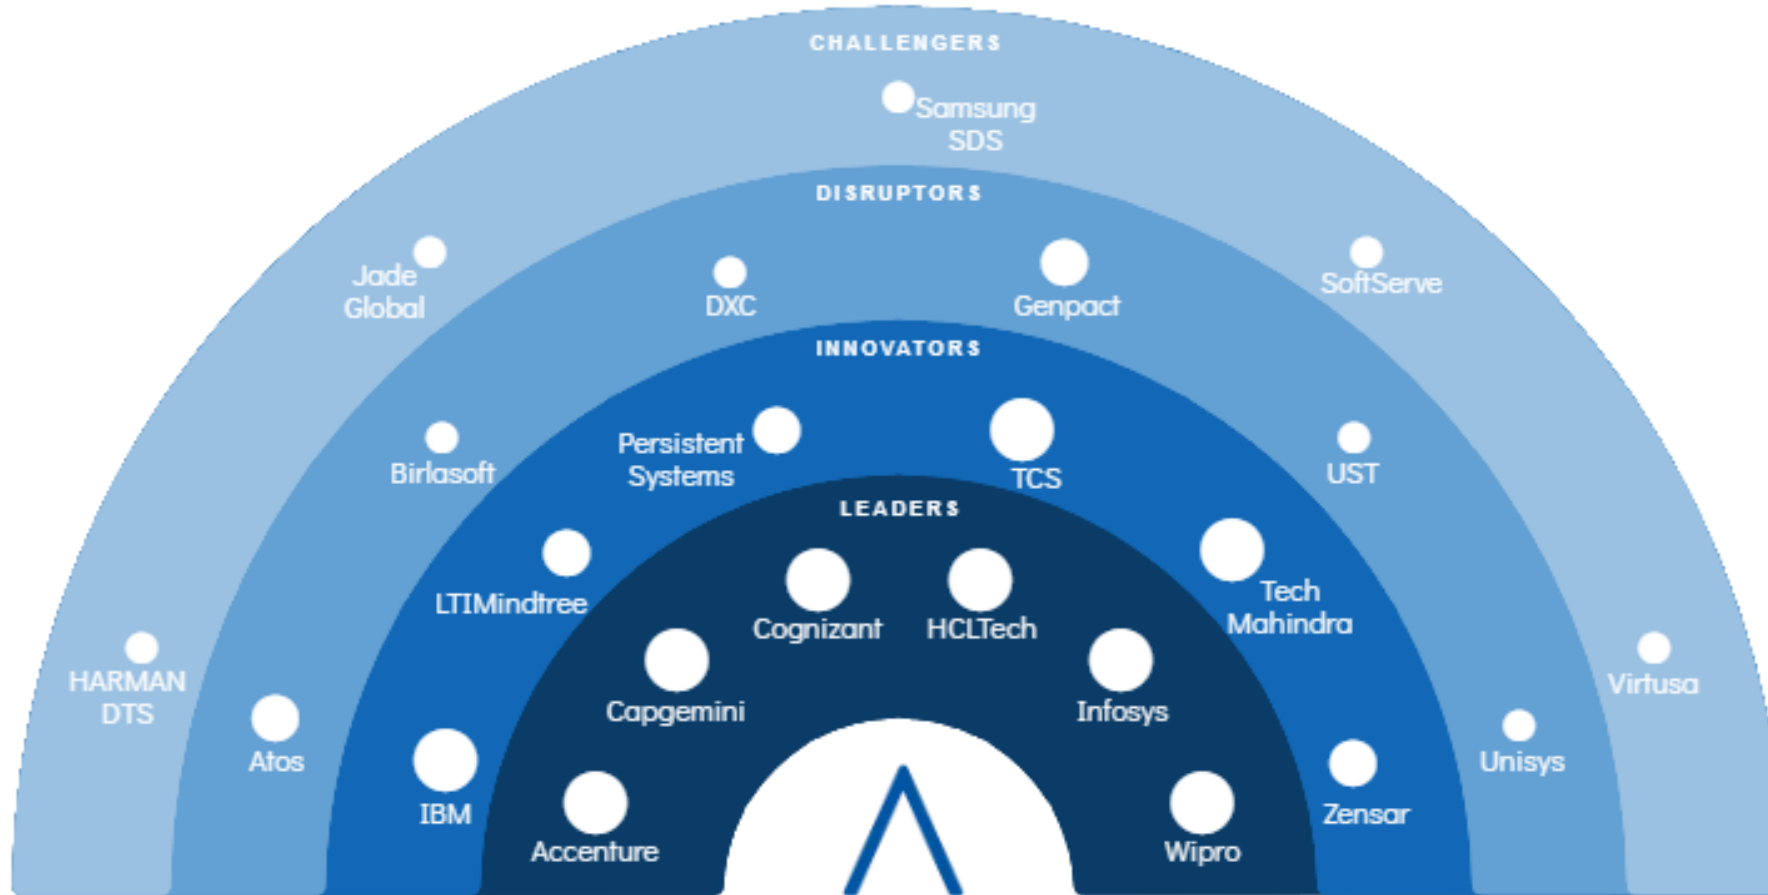 CHALLENGERS
Samsung
SDS
Jade
Global
SoftServe
HARMAN
DTS
Virtusa
DISRUPTORS
DXC
Genpact
Birlasoft
UST
Atos
Unisys
INNOVATORS
Persistent
Systems
TCS
LTIMindtree
Tech
Mahindra
IBM
Zensar
LEADERS
Cognizant
HCLTech
Capgemini
Infosys
Accenture
Wipro